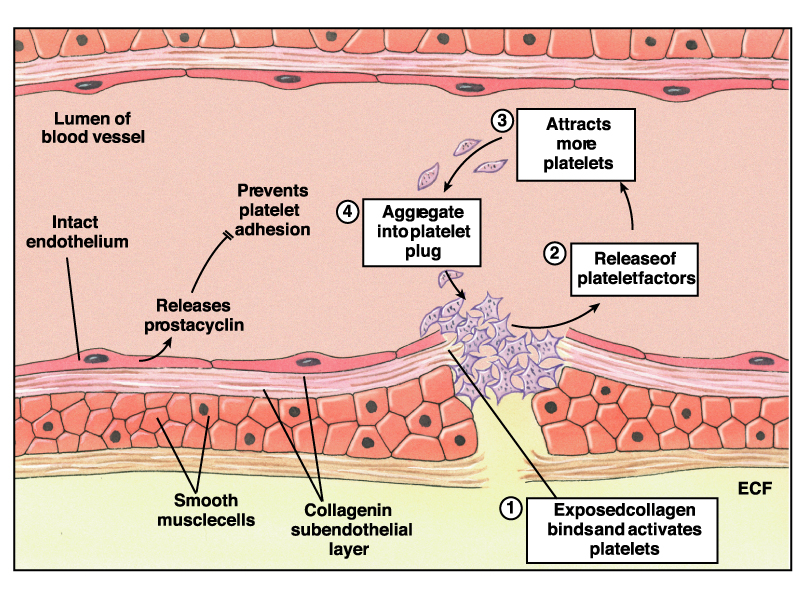 Lumen of
blood vessel
3
Attracts
more
platelets
Prevents
platelet
adhesion
4
Aggregate
intoplatelet
plug
Intact
endothelium
2
Releaseof
plateletfactors
Releases
prostacyclin
ECF
Smooth
musclecells
Collagenin
subendothelial
layer
1
Exposedcollagen
bindsand activates
platelets